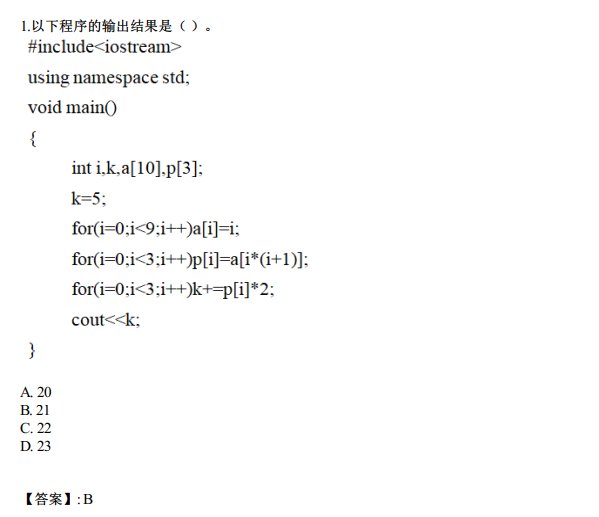 1.以下程序的输出结果是（ ）。
#include<iostream>
using namespace std;
void main()
{
int i,k,a[10],p[3];
k=5;
for(i=0;i<9;i++)a[i]=i;
for(i=0;i<3;i++)p[i]=a[i*(i+1)];
for(i=0;i<3;i++)k+=p[i]*2;
cout<<k;
}
A. 20
B. 21
C. 22
D. 23
【答案】: B